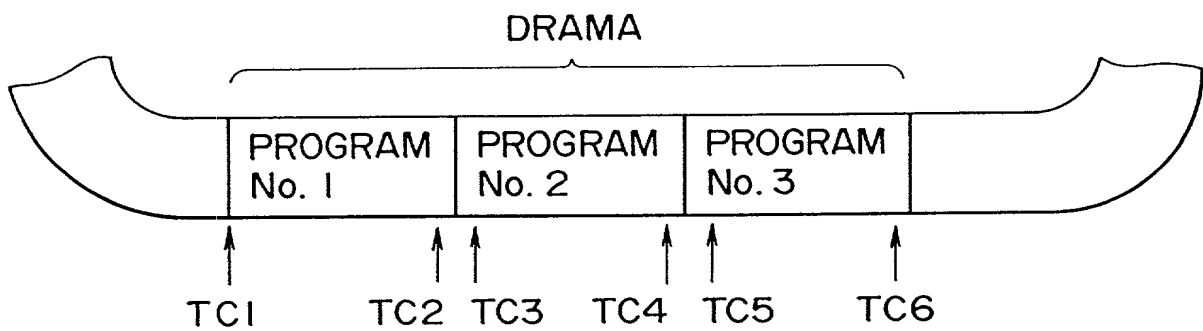 DRAMA
PROGRAM No. 1
PROGRAM No. 2
PROGRAM No. 3
TC1 TC2 TC3 TC4 TC5 TC6